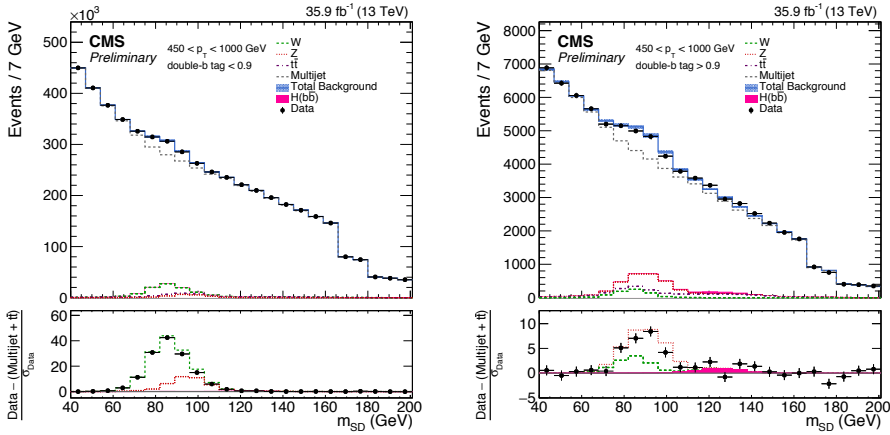 ×10³
35.9 fb⁻¹ (13 TeV)
Events / 7 GeV
500
400
300
200
100
0
CMS
Preliminary
450 < p_T < 1000 GeV
double-b tag < 0.9
W
Z
tt̄
Multijet
Total Background
H(bb̄)
Data
Data − (Multijet + tt̄)
σ_Data
60
40
20
0
40 60 80 100 120 140 160 180 200
m_SD (GeV)
35.9 fb⁻¹ (13 TeV)
Events / 7 GeV
8000
7000
6000
5000
4000
3000
2000
1000
0
CMS
Preliminary
450 < p_T < 1000 GeV
double-b tag > 0.9
W
Z
tt̄
Multijet
Total Background
H(bb̄)
Data
Data − (Multijet + tt̄)
σ_Data
10
5
0
−5
40 60 80 100 120 140 160 180 200
m_SD (GeV)